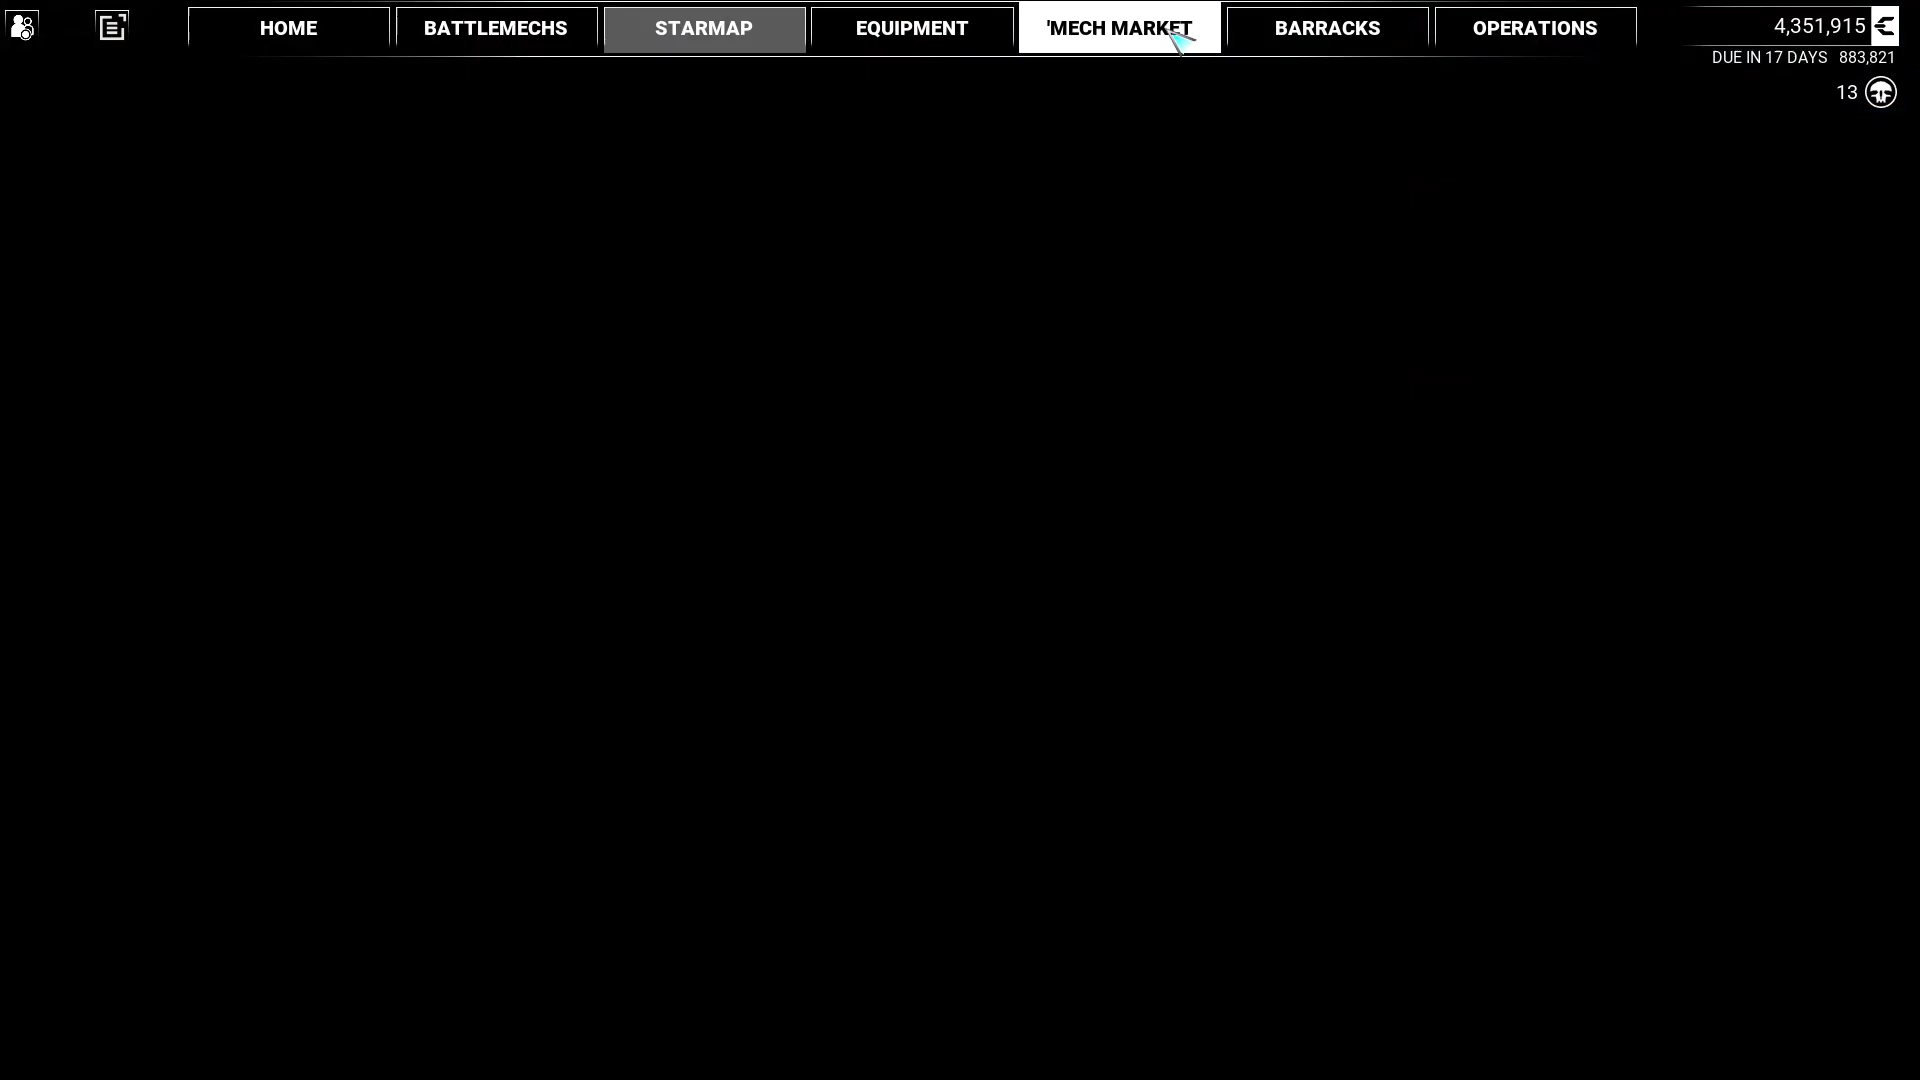 HOME
BATTLEMECHS
STARMAP
EQUIPMENT
'MECH MARKET
BARRACKS
OPERATIONS
4,351,915
DUE IN 17 DAYS 883,821
13